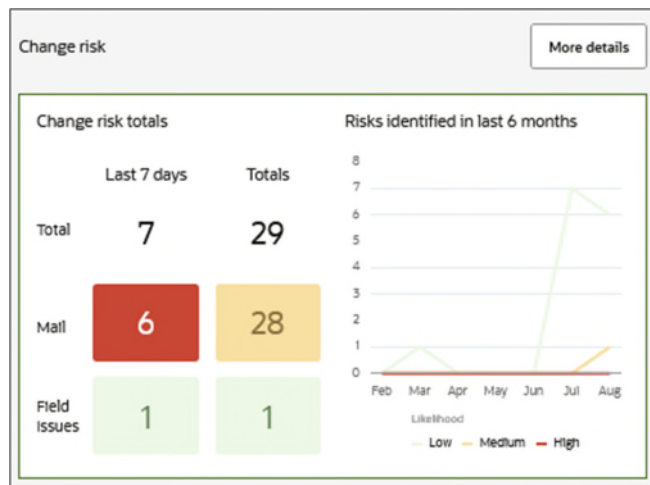 Change risk
More details
Change risk totals
Last 7 days Totals
Total 7 29
Mail 6 28
Field
Issues 1 1
Risks identified in last 6 months
8
7
6
5
4
3
2
1
0
Feb Mar Apr May Jun Jul Aug
Likelihood
Low Medium High